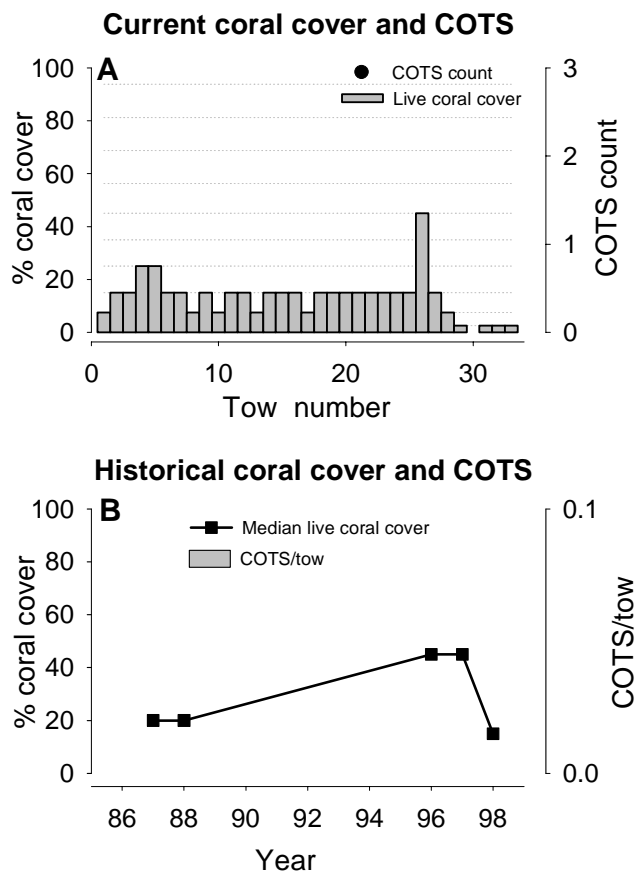 Current coral cover and COTS
A
COTS count
Live coral cover
100
80
60
40
20
0
% coral cover
3
2
1
0
COTS count
0 10 20 30
Tow number
Historical coral cover and COTS
B
Median live coral cover
COTS/tow
100
80
60
40
20
0
% coral cover
0.1
0.0
COTS/tow
86 88 90 92 94 96 98
Year